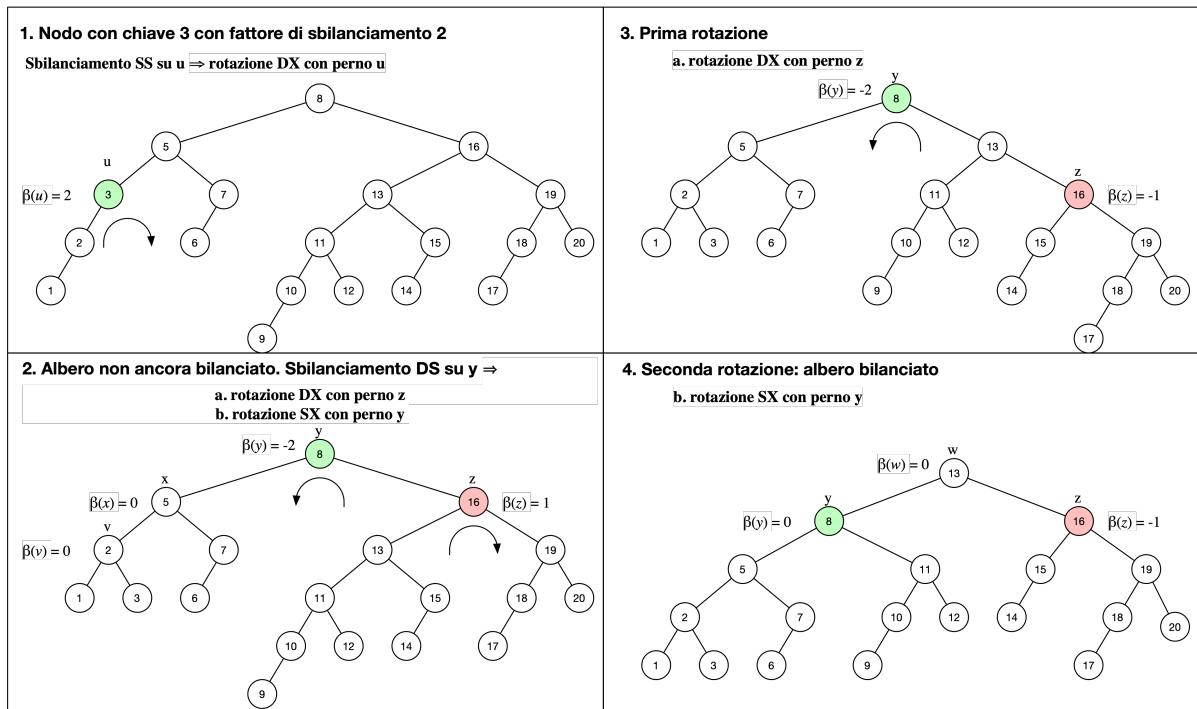 1. Nodo con chiave 3 con fattore di sbilanciamento 2
Sbilanciamento SS su u ⇒ rotazione DX con perno u
8
5
16
u
β(u) = 2
3
7
13
19
2
6
11
15
18
20
1
10
12
14
17
9
3. Prima rotazione
a. rotazione DX con perno z
y
β(y) = -2
8
5
13
z
2
7
11
16
β(z) = -1
1
3
6
10
12
15
19
9
14
18
20
17
2. Albero non ancora bilanciato. Sbilanciamento DS su y ⇒
a. rotazione DX con perno z
b. rotazione SX con perno y
y
β(y) = -2
8
x
z
β(x) = 0
5
16
β(z) = 1
v
β(v) = 0
2
7
13
19
1
3
6
11
15
18
20
10
12
14
17
9
4. Seconda rotazione: albero bilanciato
b. rotazione SX con perno y
w
β(w) = 0
13
y
z
β(y) = 0
8
16
β(z) = -1
5
11
15
19
2
7
10
12
14
18
20
1
3
6
9
17